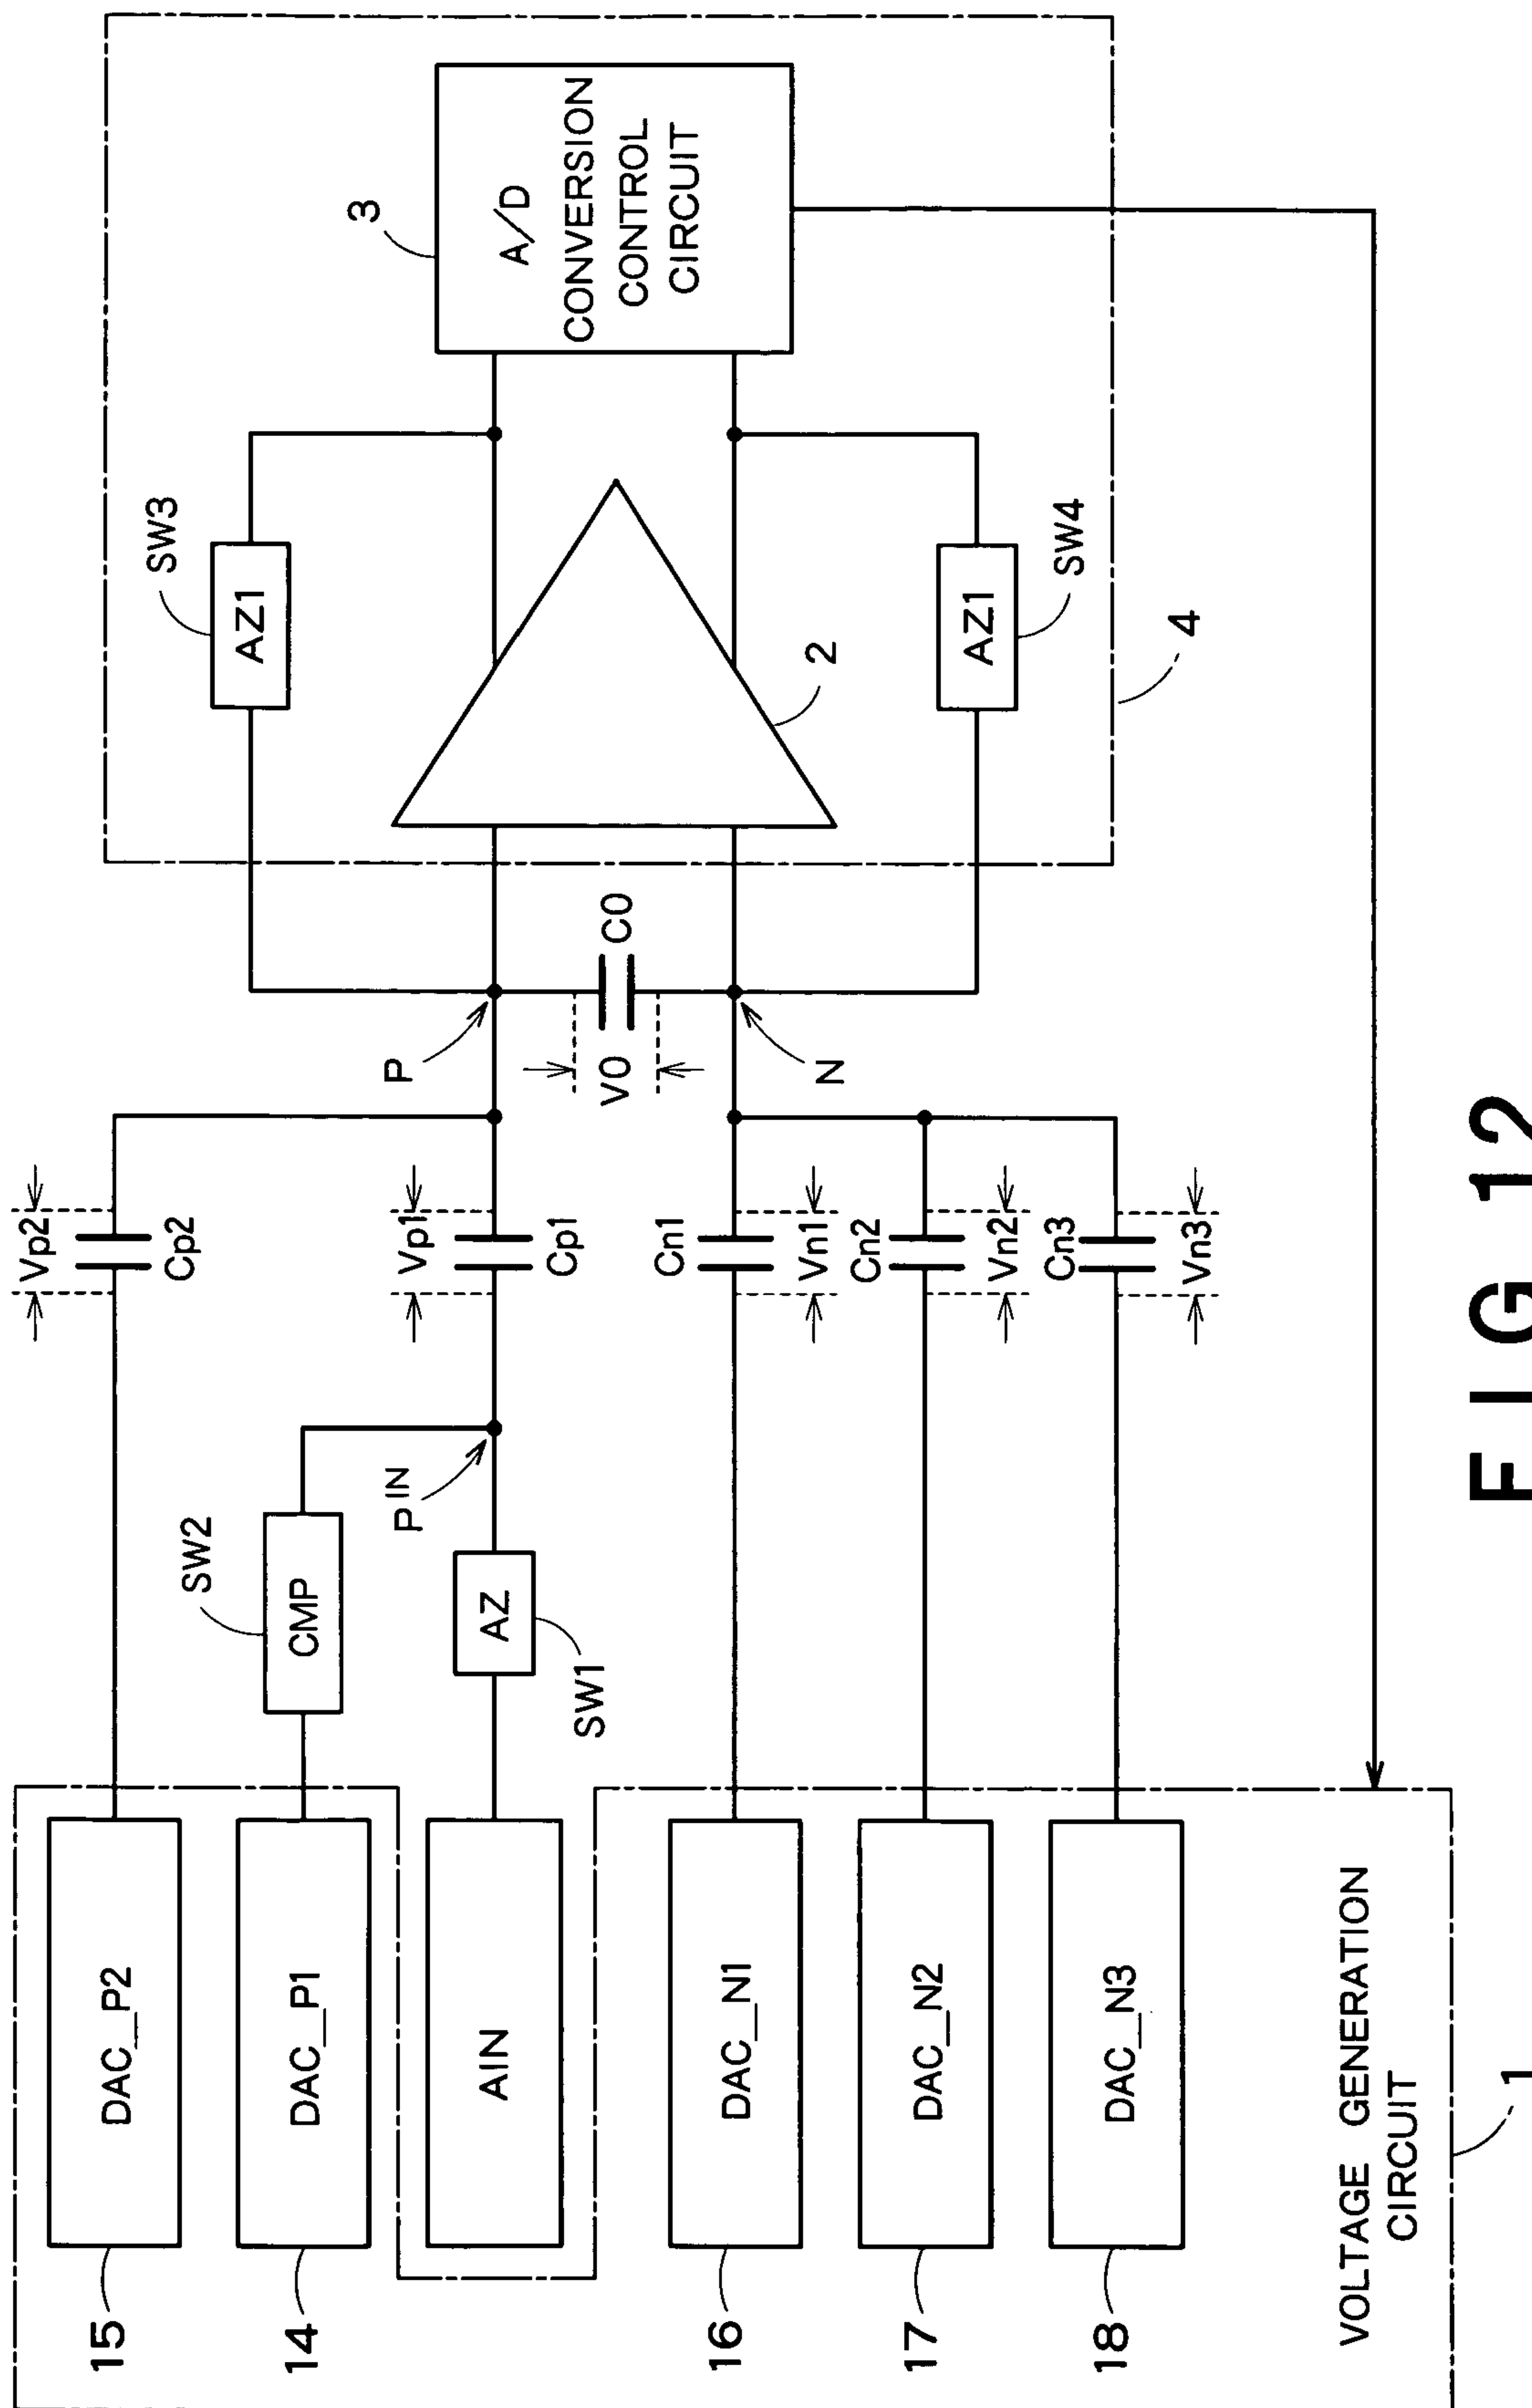 15
DAC_P2
Vp2
Cp2
14
DAC_P1
SW2
CMP
AIN
SW1
AZ
PIN
Vp1
Cp1
P
V0
C0
N
SW3
AZ1
2
3
A/D
CONVERSION
CONTROL
CIRCUIT
SW4
AZ1
4
16
DAC_N1
Cn1
Vn1
17
DAC_N2
Cn2
Vn2
18
DAC_N3
Cn3
Vn3
VOLTAGE GENERATION
CIRCUIT
1
FIG. 12